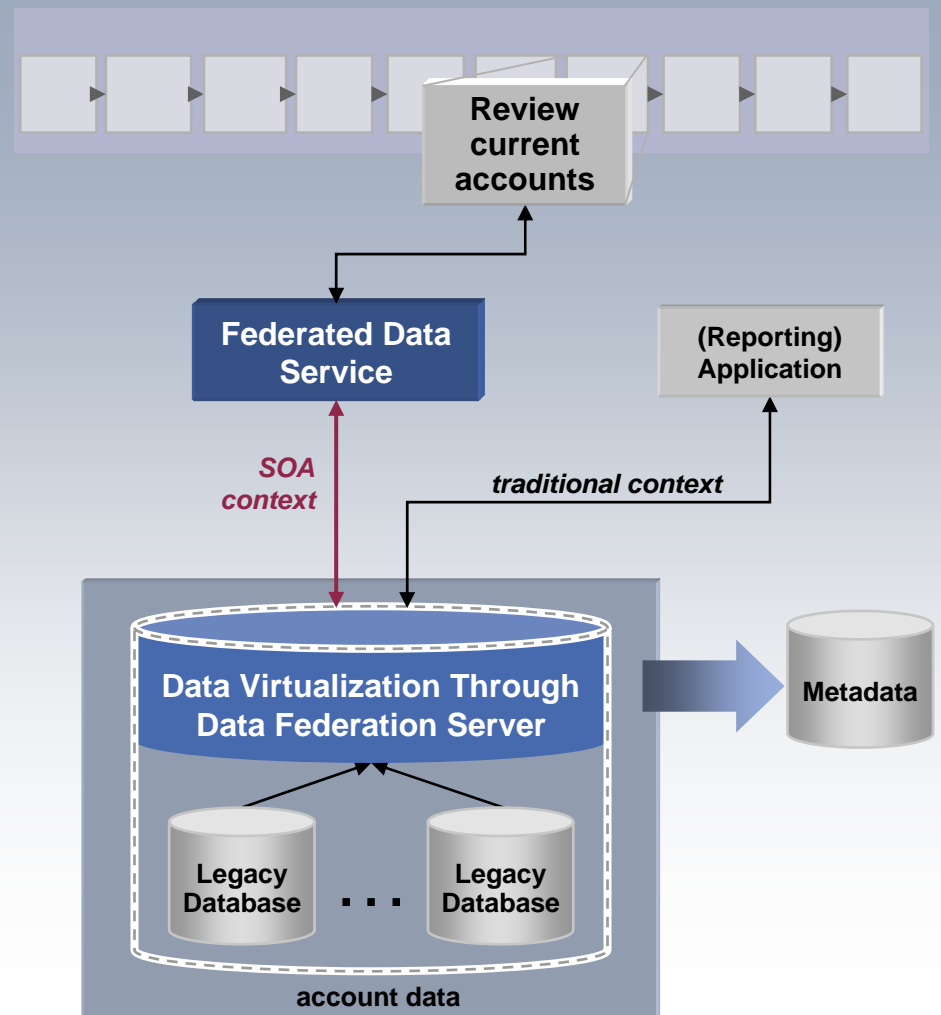 Review
current
accounts
Federated Data
Service
(Reporting)
Application
SOA
context
traditional context
Data Virtualization Through
Data Federation Server
Metadata
Legacy
Database
. . .
Legacy
Database
account data